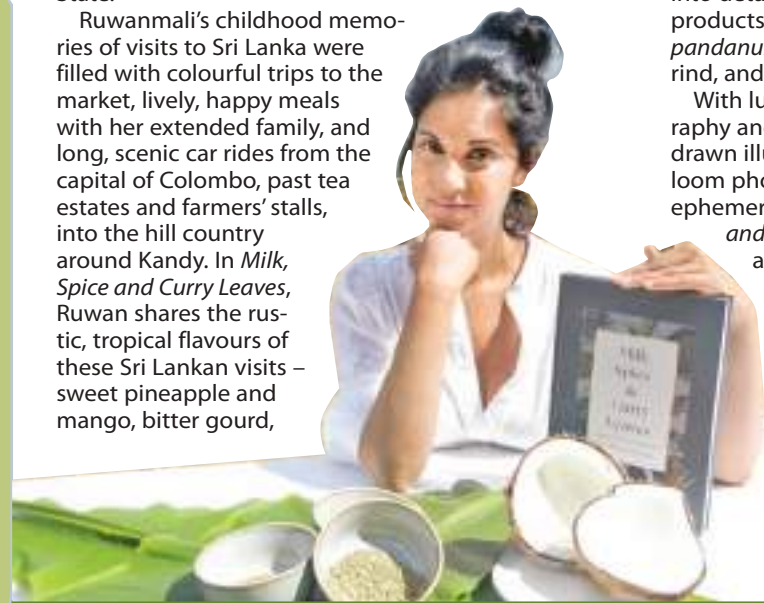 State.
Ruwanmali’s childhood memo-
ries of visits to Sri Lanka were
filled with colourful trips to the
market, lively, happy meals
with her extended family, and
long, scenic car rides from the
capital of Colombo, past tea
estates and farmers’ stalls,
into the hill country
around Kandy. In Milk,
Spice and Curry Leaves,
Ruwan shares the rus-
tic, tropical flavours of
these Sri Lankan visits –
sweet pineapple and
mango, bitter gourd,
products
rind, and
With lu
raphy and
drawn illu
loom pho
ephemer
and
a
Milk
Spice
&
Curry
Leaves